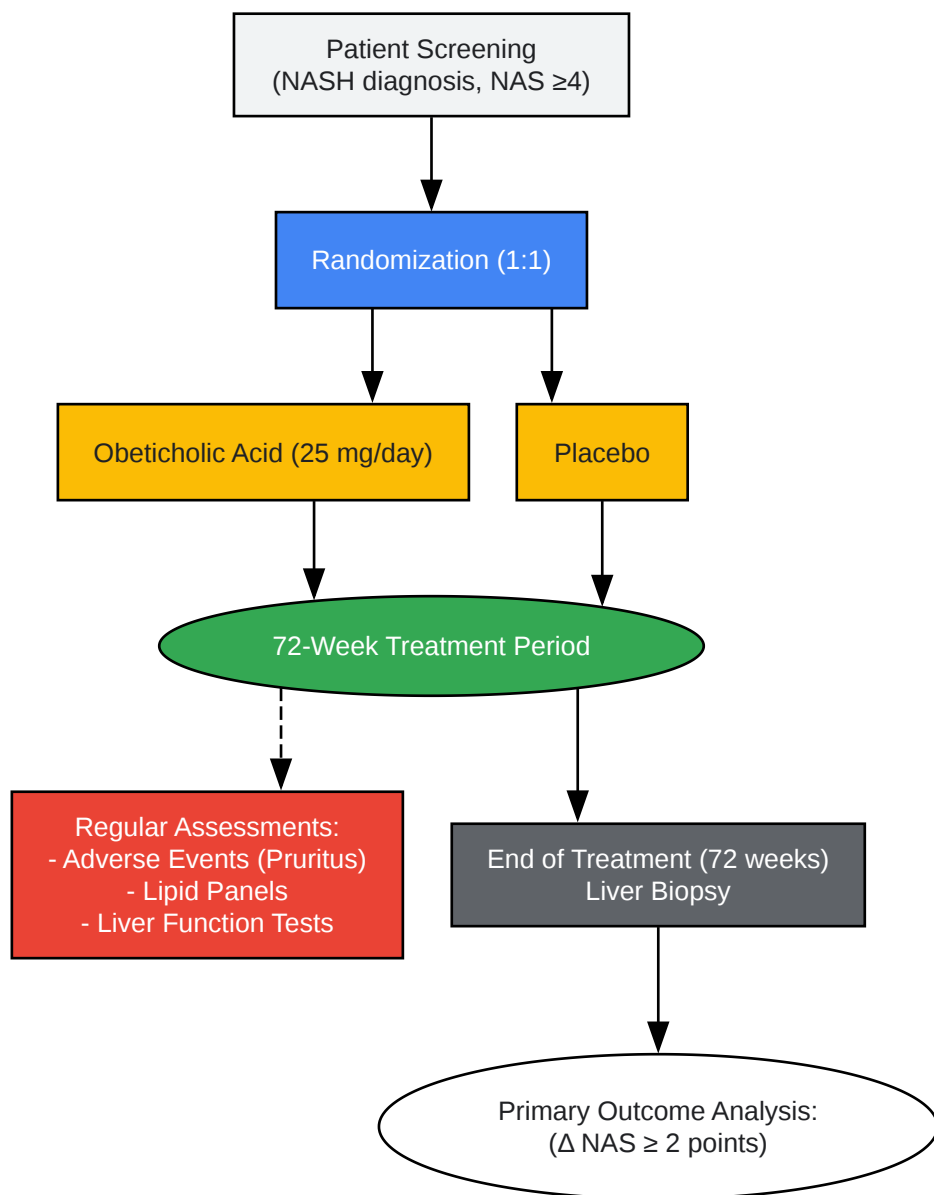 Patient Screening
(NASH diagnosis, NAS ≥4)
Randomization (1:1)
Obeticholic Acid (25 mg/day)
Placebo
72-Week Treatment Period
Regular Assessments:
- Adverse Events (Pruritus)
- Lipid Panels
- Liver Function Tests
End of Treatment (72 weeks)
Liver Biopsy
Primary Outcome Analysis:
(Δ NAS ≥ 2 points)